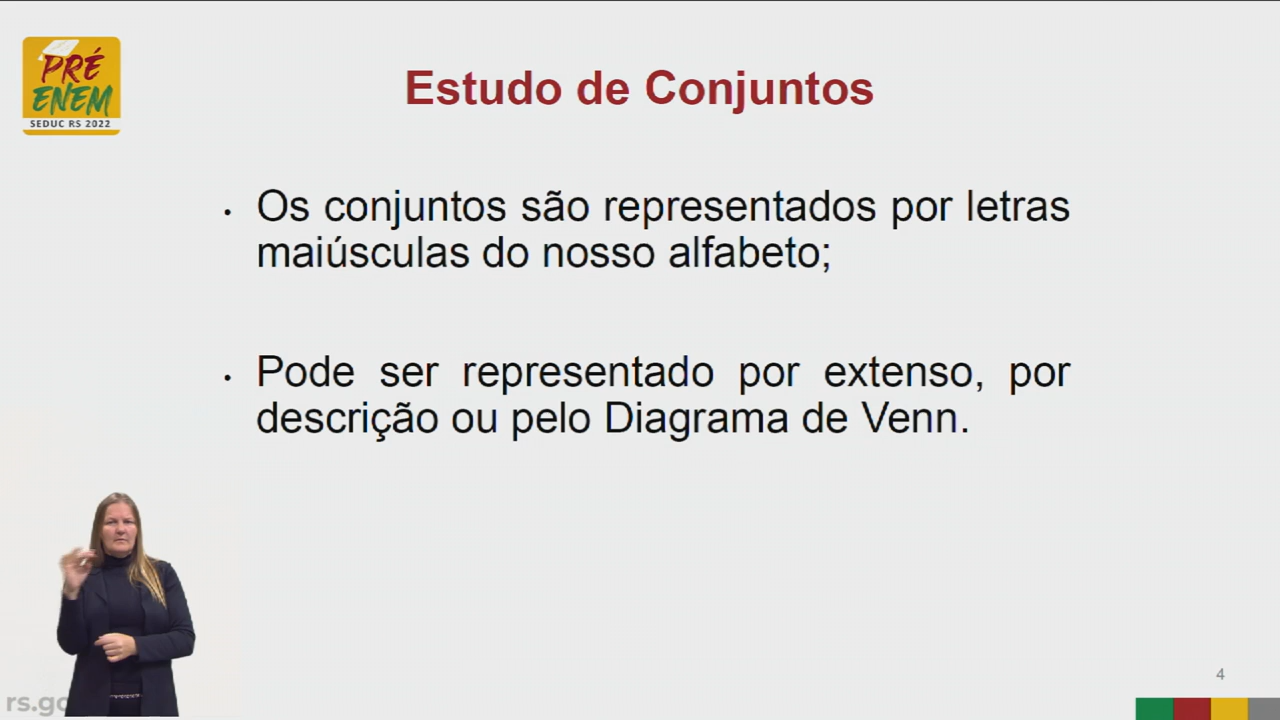 PRÉ
ENEM
SEDUC RS 2022
Estudo de Conjuntos
• Os conjuntos são representados por letras
maiúsculas do nosso alfabeto;
• Pode ser representado por extenso, por
descrição ou pelo Diagrama de Venn.
rs.go
4